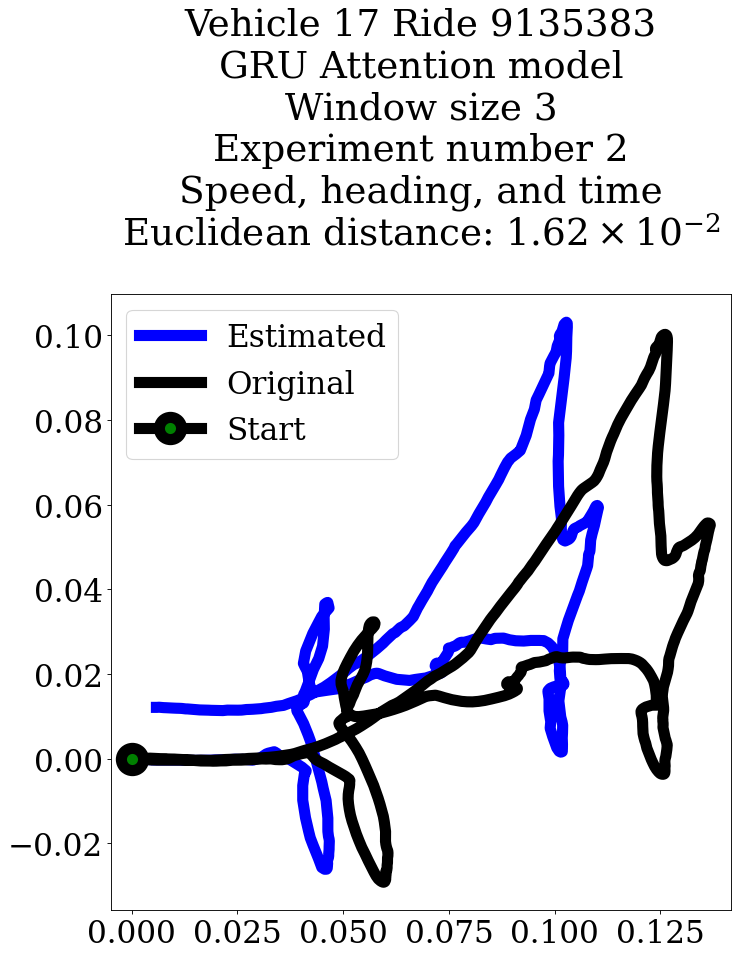 Vehicle 17 Ride 9135383
GRU Attention model
Window size 3
Experiment number 2
Speed, heading, and time
Euclidean distance: 1.62 × 10⁻²
Estimated
Original
Start
0.10
0.08
0.06
0.04
0.02
0.00
−0.02
0.000 0.025 0.050 0.075 0.100 0.125